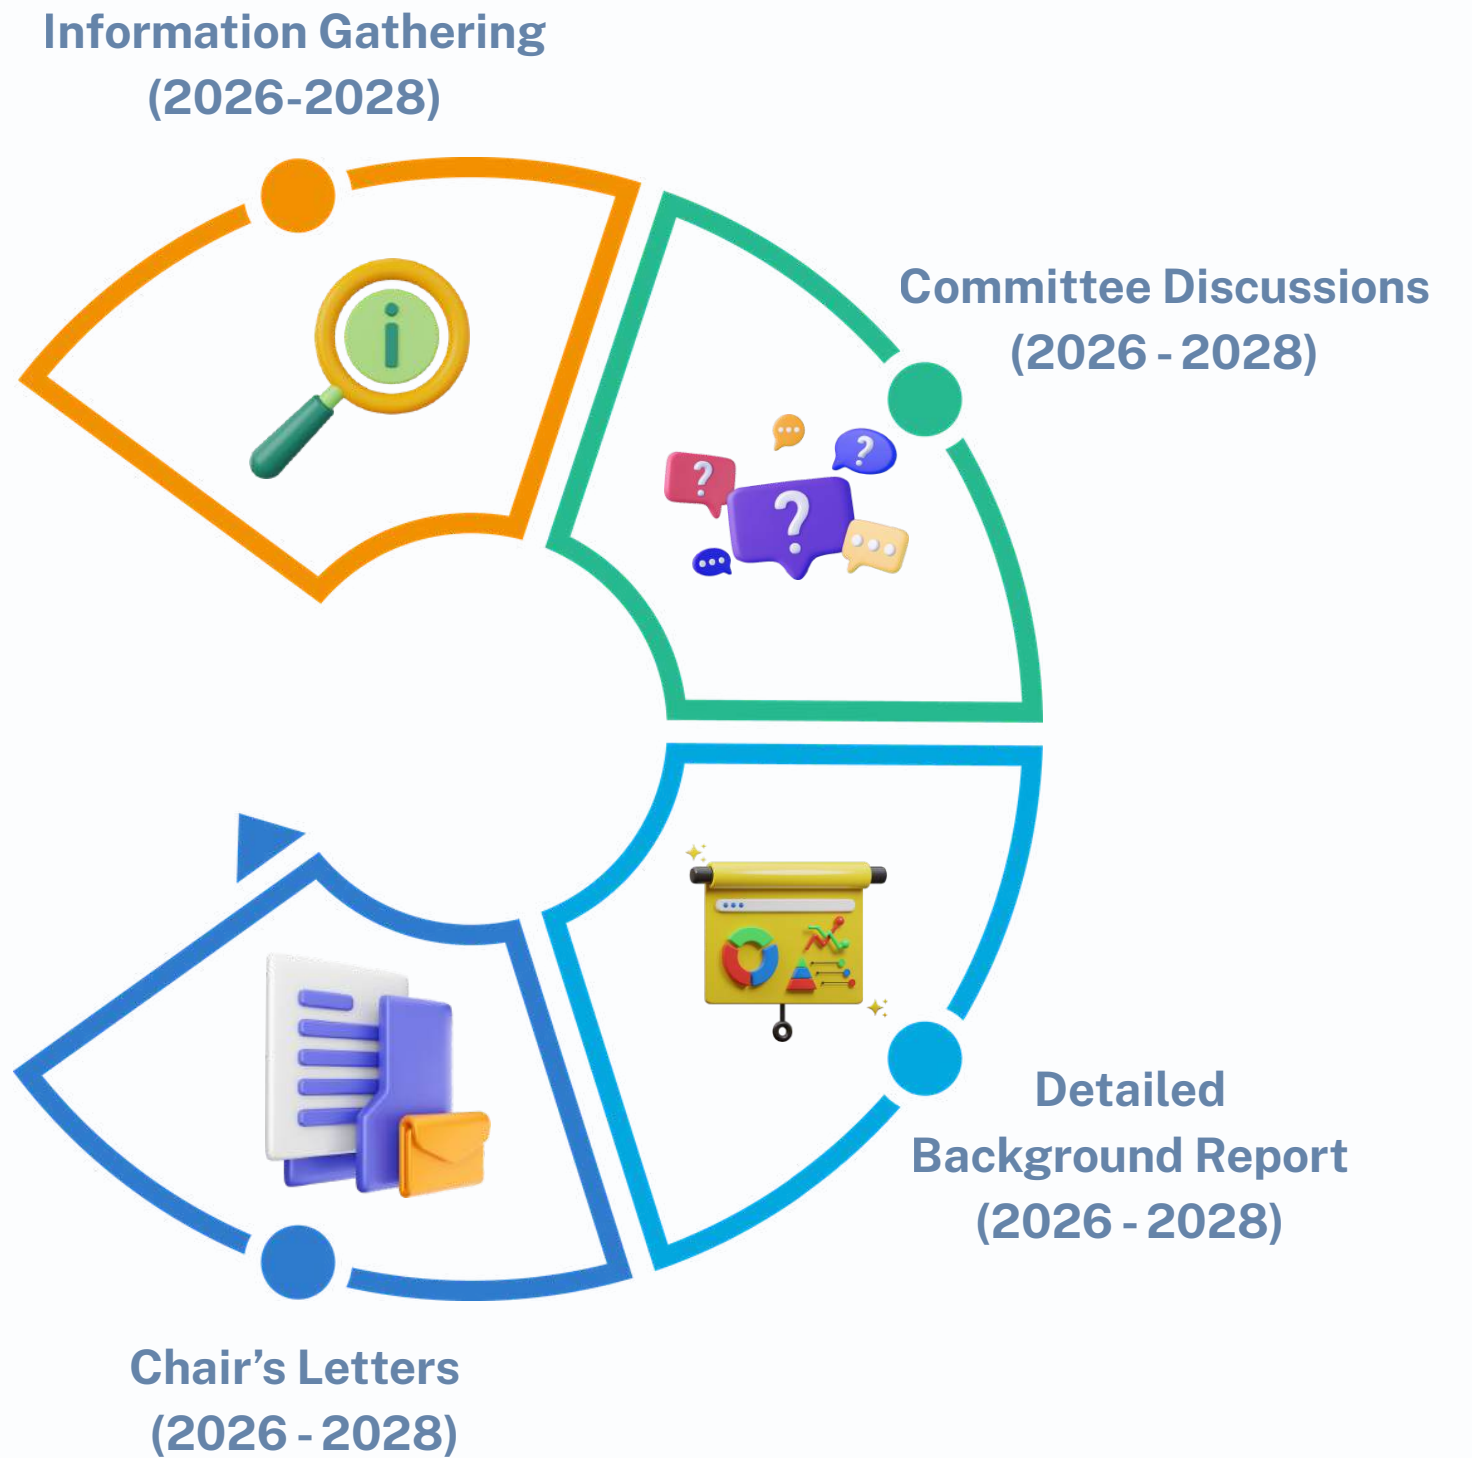 Information Gathering
(2026-2028)
Committee Discussions
(2026 - 2028)
i
?
?
?
Detailed
Background Report
(2026 - 2028)
Chair’s Letters
(2026 - 2028)